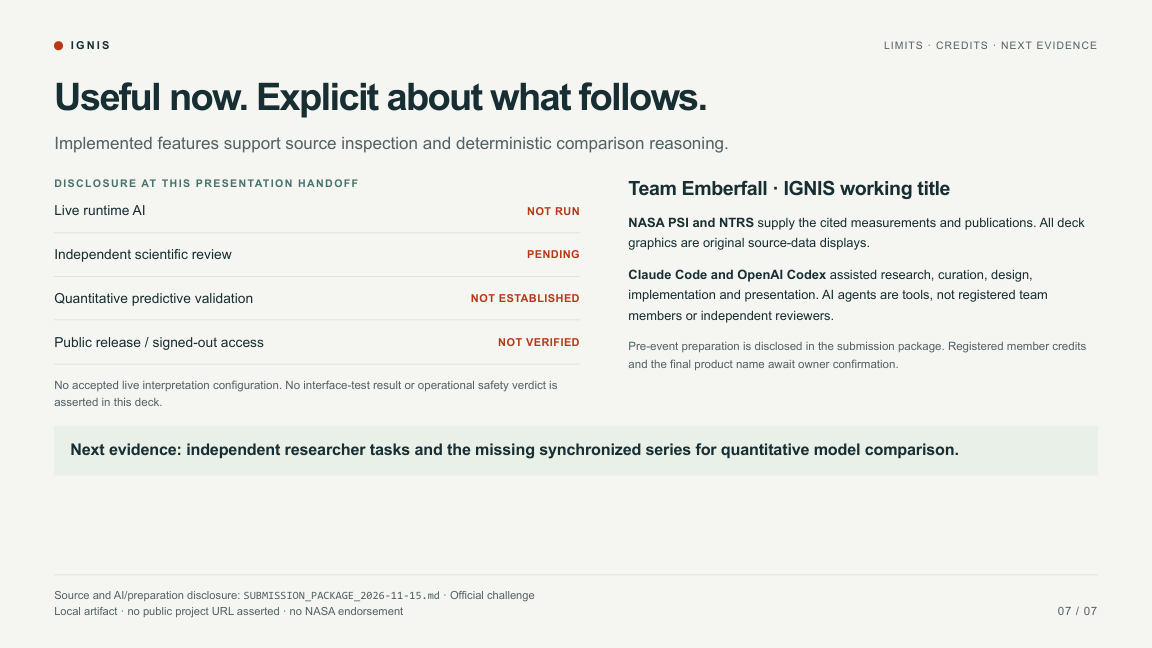 IGNIS
LIMITS · CREDITS · NEXT EVIDENCE
Useful now. Explicit about what follows.
Implemented features support source inspection and deterministic comparison reasoning.
DISCLOSURE AT THIS PRESENTATION HANDOFF
Live runtime AI NOT RUN
Independent scientific review PENDING
Quantitative predictive validation NOT ESTABLISHED
Public release / signed-out access NOT VERIFIED
No accepted live interpretation configuration. No interface-test result or operational safety verdict is
asserted in this deck.
Team Emberfall · IGNIS working title
NASA PSI and NTRS supply the cited measurements and publications. All deck
graphics are original source-data displays.
Claude Code and OpenAI Codex assisted research, curation, design,
implementation and presentation. AI agents are tools, not registered team
members or independent reviewers.
Pre-event preparation is disclosed in the submission package. Registered member credits
and the final product name await owner confirmation.
Next evidence: independent researcher tasks and the missing synchronized series for quantitative model comparison.
Source and AI/preparation disclosure: SUBMISSION_PACKAGE_2026-11-15.md · Official challenge
Local artifact · no public project URL asserted · no NASA endorsement
07 / 07